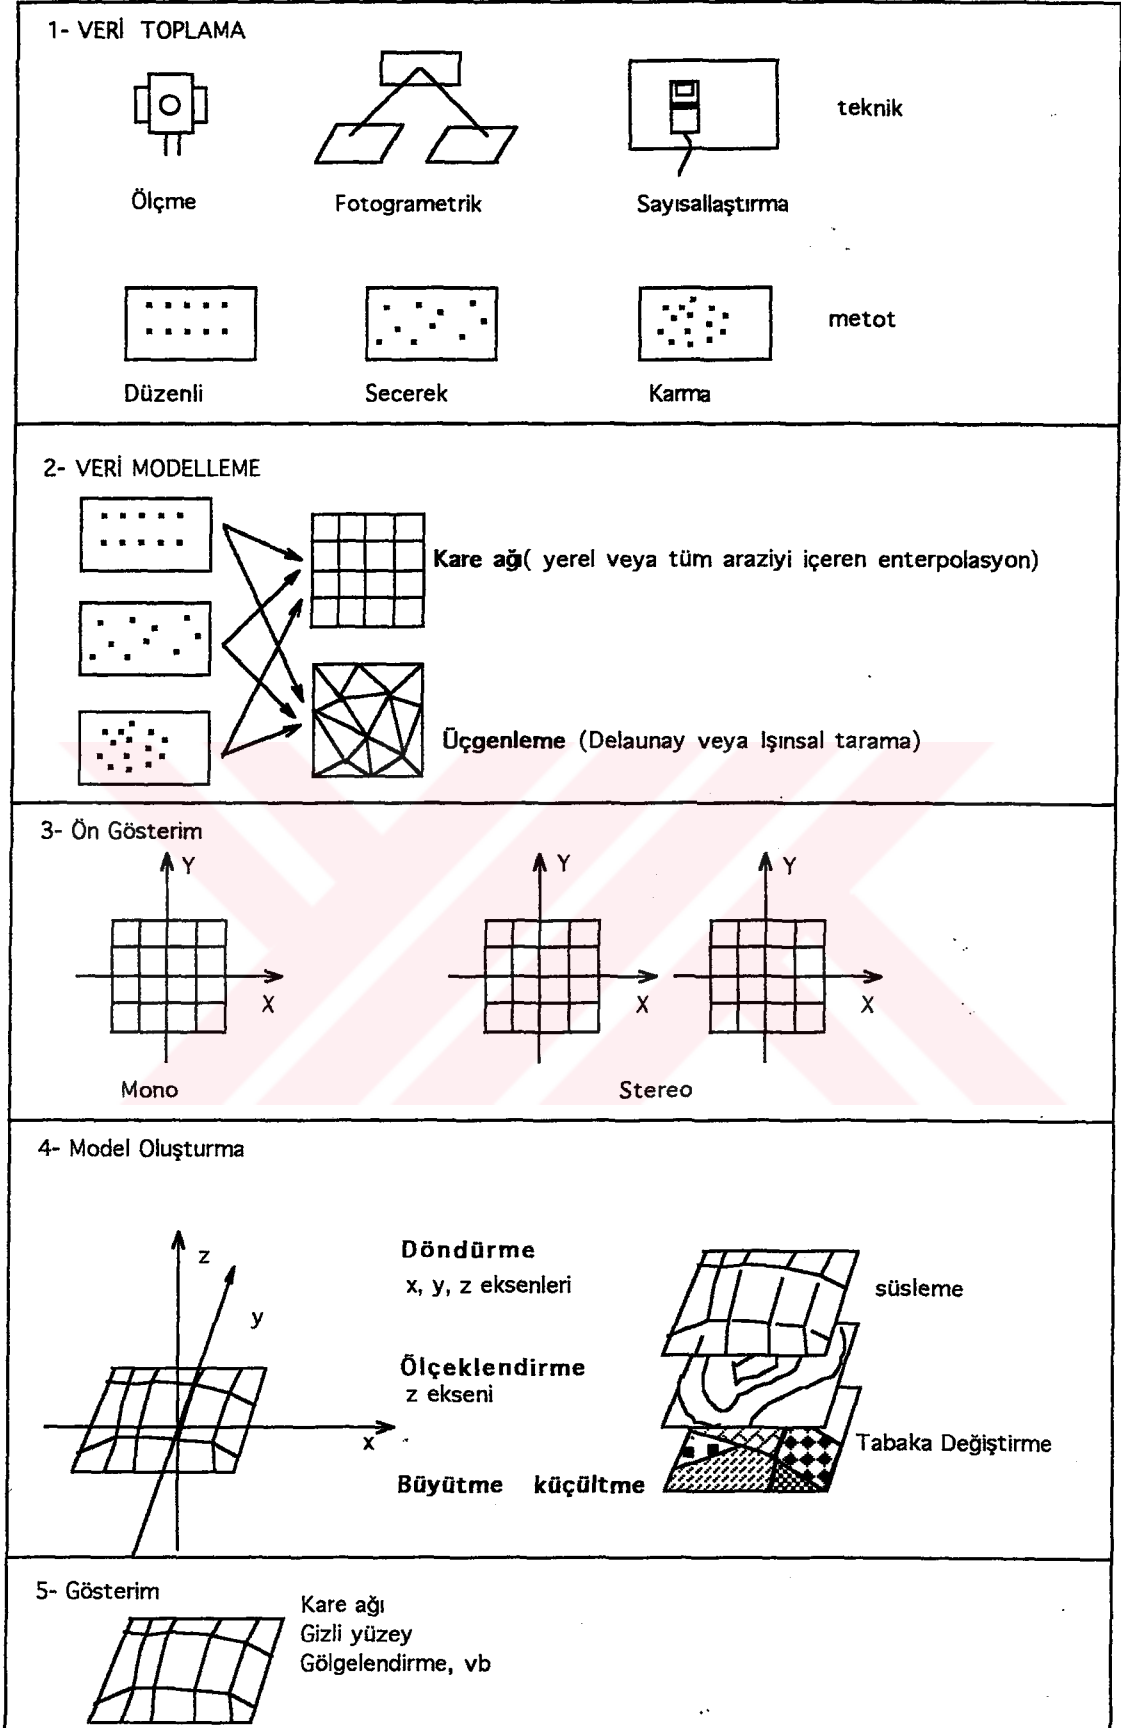 1- VERİ TOPLAMA
teknik
Ölçme Fotogrametrik Sayısallaştırma
metot
Düzenli Secerek Karma
2- VERİ MODELLEME
Kare ağı( yerel veya tüm araziyi içeren enterpolasyon)
Üçgenleme (Delaunay veya Işınsal tarama)
3- Ön Gösterim
Y Y Y
X X X
Mono Stereo
4- Model Oluşturma
z
y
x
Döndürme
x, y, z eksenleri
Ölçeklendirme
z ekseni
Büyütme küçültme
süsleme
Tabaka Değiştirme
5- Gösterim
Kare ağı
Gizli yüzey
Gölgelendirme, vb